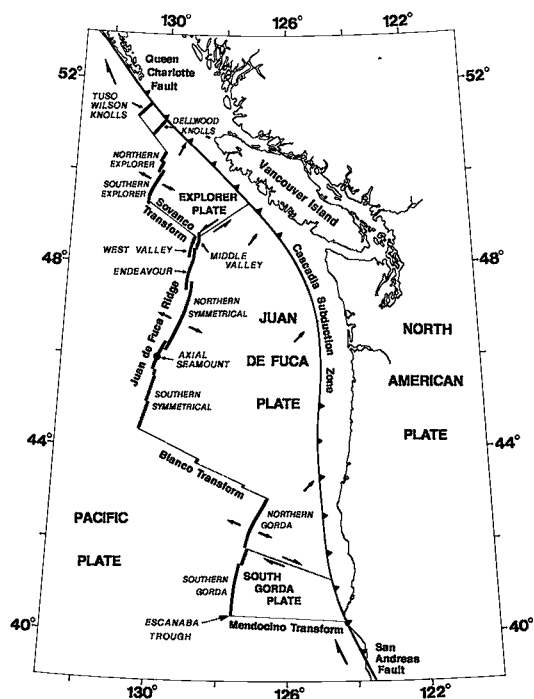 130°
126°
122°
52°
52°
Queen
Charlotte
Fault
TUSO
WILSON
KNOLLS
DELLWOOD
KNOLLS
NORTHERN
EXPLORER
SOUTHERN
EXPLORER
EXPLORER
PLATE
Sovanco
Transform
Vancouver Island
WEST VALLEY
MIDDLE
VALLEY
48°
48°
ENDEAVOUR
Cascadia Subduction Zone
NORTHERN
SYMMETRICAL
Juan de Fuca Ridge
JUAN
DE FUCA
PLATE
NORTH
AMERICAN
PLATE
AXIAL
SEAMOUNT
SOUTHERN
SYMMETRICAL
44°
44°
Blanco Transform
PACIFIC
PLATE
NORTHERN
GORDA
SOUTHERN
GORDA
SOUTH
GORDA
PLATE
ESCANABA
TROUGH
Mendocino Transform
40°
40°
San
Andreas
Fault
130°
126°
122°